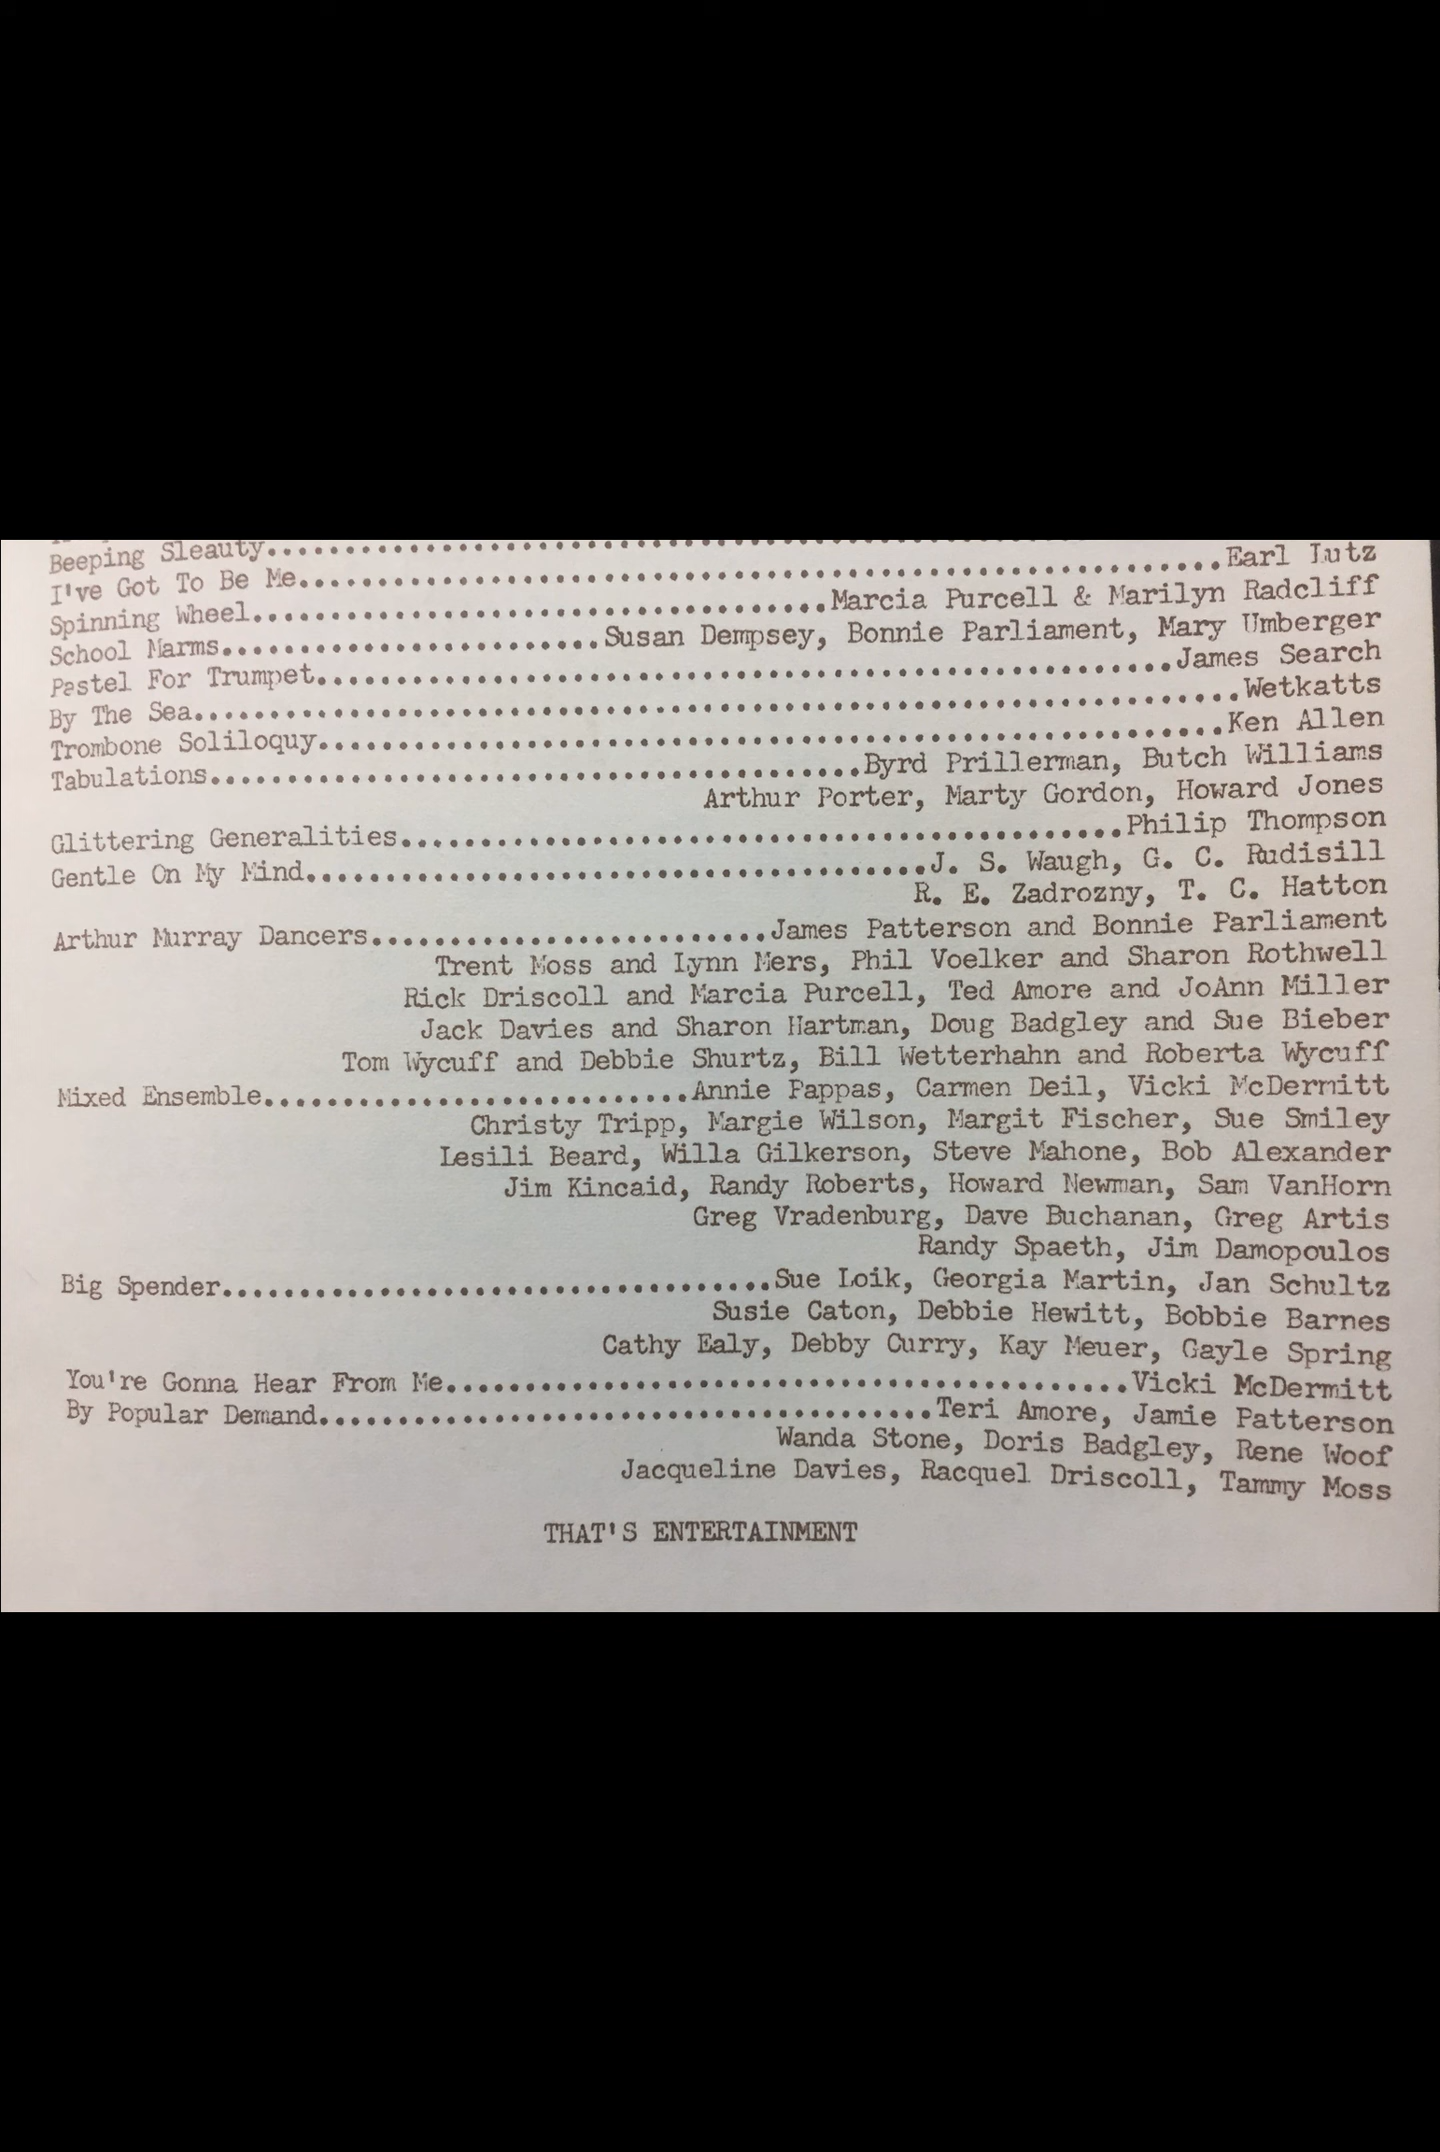 Beeping Sleauty..................................................
I've Got To Be Me...........................................................Earl Lutz
Spinning Wheel.....................................Marcia Purcell & Marilyn Radcliff
School Marms........................Susan Dempsey, Bonnie Parliament, Mary Umberger
Pastel For Trumpet.......................................................James Search
By The Sea...................................................................Wetkatts
Trombone Soliloquy..........................................................Ken Allen
Tabulations..........................................Byrd Prillerman, Butch Williams
Arthur Porter, Marty Gordon, Howard Jones
Glittering Generalities..............................................Philip Thompson
Gentle On My Mind........................................J. S. Waugh, G. C. Rudisill
R. E. Zadrozny, T. C. Hatton
Arthur Murray Dancers.........................James Patterson and Bonnie Parliament
Trent Moss and Lynn Mers, Phil Voelker and Sharon Rothwell
Rick Driscoll and Marcia Purcell, Ted Amore and JoAnn Miller
Jack Davies and Sharon Hartman, Doug Badgley and Sue Bieber
Tom Wycuff and Debbie Shurtz, Bill Wetterhahn and Roberta Wycuff
Mixed Ensemble...........................Annie Pappas, Carmen Deil, Vicki McDermitt
Christy Tripp, Margie Wilson, Margit Fischer, Sue Smiley
Lesili Beard, Willa Gilkerson, Steve Mahone, Bob Alexander
Jim Kincaid, Randy Roberts, Howard Newman, Sam VanHorn
Greg Vradenburg, Dave Buchanan, Greg Artis
Randy Spaeth, Jim Damopoulos
Big Spender...................................Sue Loik, Georgia Martin, Jan Schultz
Susie Caton, Debbie Hewitt, Bobbie Barnes
Cathy Ealy, Debby Curry, Kay Meuer, Gayle Spring
You're Gonna Hear From Me............................................Vicki McDermitt
By Popular Demand.......................................Teri Amore, Jamie Patterson
Wanda Stone, Doris Badgley, Rene Woof
Jacqueline Davies, Racquel Driscoll, Tammy Moss
THAT'S ENTERTAINMENT